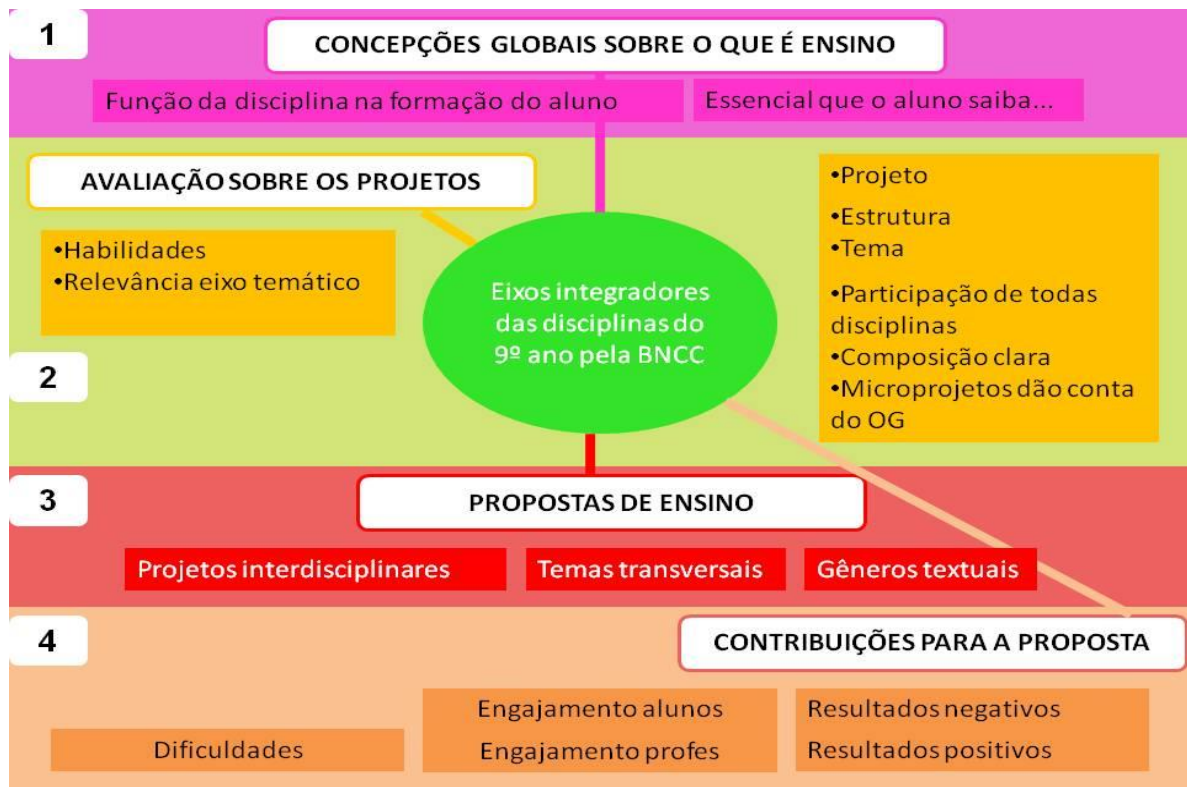 1
CONCEPÇÕES GLOBAIS SOBRE O QUE É ENSINO
Função da disciplina na formação do aluno
Essencial que o aluno saiba...
AVALIAÇÃO SOBRE OS PROJETOS
•Habilidades
•Relevância eixo temático
2
Eixos integradores
das disciplinas do
9º ano pela BNCC
•Projeto
•Estrutura
•Tema
•Participação de todas
disciplinas
•Composição clara
•Microprojetos dão conta
do OG
3
PROPOSTAS DE ENSINO
Projetos interdisciplinares
Temas transversais
Gêneros textuais
4
CONTRIBUIÇÕES PARA A PROPOSTA
Dificuldades
Engajamento alunos
Engajamento profes
Resultados negativos
Resultados positivos